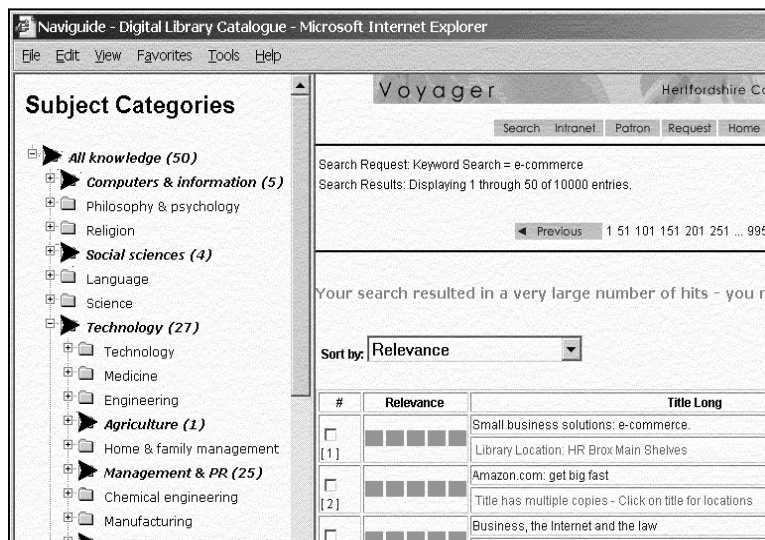 Naviguide - Digital Library Catalogue - Microsoft Internet Explorer
File Edit View Favorites Tools Help
Subject Categories
All knowledge (50)
Computers & information (5)
Philosophy & psychology
Religion
Social sciences (4)
Language
Science
Technology (27)
Technology
Medicine
Engineering
Agriculture (1)
Home & family management
Management & PR (25)
Chemical engineering
Manufacturing
Voyager Hertfordshire Co
Search Intranet Patron Request Home
Search Request: Keyword Search = e-commerce
Search Results: Displaying 1 through 50 of 10000 entries.
Previous 1 51 101 151 201 251 ... 995
Your search resulted in a very large number of hits - you
Sort by: Relevance
# Relevance Title Long
[1] Small business solutions: e-commerce.
Library Location: HR Brox Main Shelves
[2] Amazon.com: get big fast
Title has multiple copies - Click on title for locations
Business, the Internet and the law